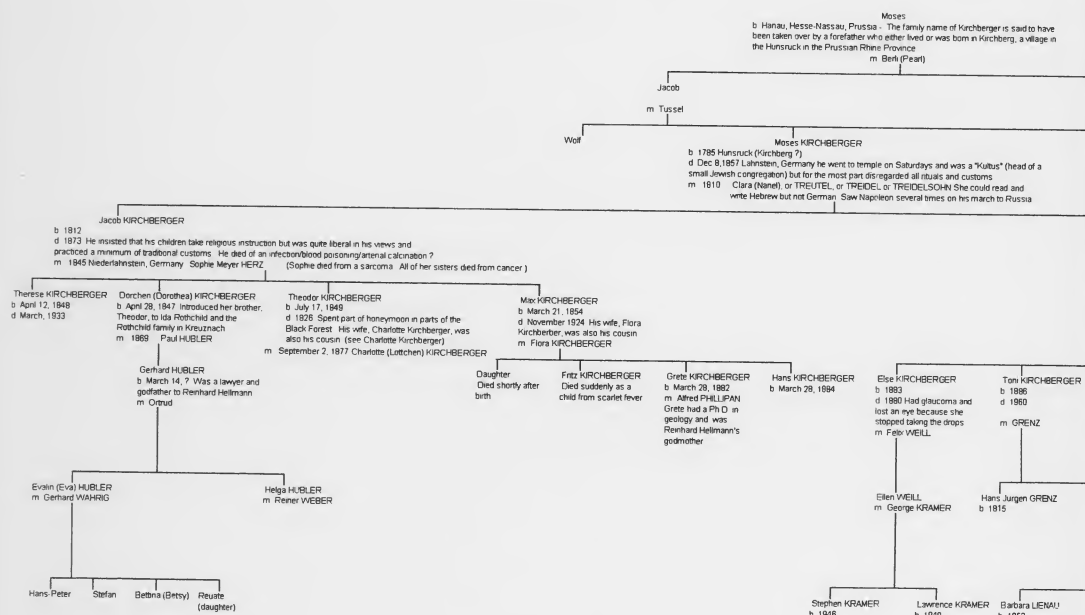 Moses
b Hanau, Hesse-Nassau, Prussia - The family name of Kirchberger is said to have
been taken over by a forefather who either lived or was born in Kirchberg, a village in
the Hunsruck in the Prussian Rhine Province
m Berli (Pearl)
Jacob
m Tussel
Wolf
Moses KIRCHBERGER
b 1785 Hunsruck (Kirchberg ?)
d Dec 8,1857 Lahnstein, Germany he went to temple on Saturdays and was a "Kultus" (head of a
small Jewish congregation) but for the most part disregarded all rituals and customs
m 1810 Clara (Nanel), or TREUTEL, or TREIDEL or TREIDELSOHN She could read and
write Hebrew but not German Saw Napoleon several times on his march to Russia
Jacob KIRCHBERGER
b 1812
d 1873 He insisted that his children take religious instruction but was quite liberal in his views and
practiced a minimum of traditional customs He died of an infection/blood poisoning/arterial calcination ?
m 1845 Niederlahnstein, Germany Sophie Meyer HERZ (Sophie died from a sarcoma All of her sisters died from cancer )
Therese KIRCHBERGER
b April 12, 1848
d March, 1933
Dorchen (Dorothea) KIRCHBERGER
b April 28, 1847 Introduced her brother,
Theodor, to Ida Rothchild and the
Rothchild family in Kreuznach
m 1869 Paul HUBLER
Theodor KIRCHBERGER
b July 17, 1849
d 1926 Spent part of honeymoon in parts of the
Black Forest His wife, Charlotte Kirchberger, was
also his cousin (see Charlotte Kirchberger)
m September 2, 1877 Charlotte (Lottchen) KIRCHBERGER
Max KIRCHBERGER
b March 21, 1854
d November 1924 His wife, Flora
Kirchberber, was also his cousin
m Flora KIRCHBERGER
Gerhard HUBLER
b March 14, ? Was a lawyer and
godfather to Reinhard Hellmann
m Ortrud
Daughter
Died shortly after
birth
Fritz KIRCHBERGER
Died suddenly as a
child from scarlet fever
Grete KIRCHBERGER
b March 28, 1882
m Alfred PHILLIPAN
Grete had a Ph D in
geology and was
Reinhard Hellmann's
godmother
Hans KIRCHBERGER
b March 28, 1884
Else KIRCHBERGER
b 1883
d 1980 Had glaucoma and
lost an eye because she
stopped taking the drops
m Felix WEILL
Toni KIRCHBERGER
b 1886
d 1960
m GRENZ
Evalin (Eva) HUBLER
m Gerhard WAHRIG
Helga HUBLER
m Reiner WEBER
Ellen WEILL
m George KRAMER
Hans Jurgen GRENZ
b 1815
Hans-Peter
Stefan
Bettina (Betsy)
Reuate
(daughter)
Stephen KRAMER
b 1946
Lawrence KRAMER
Barbara LIENAU